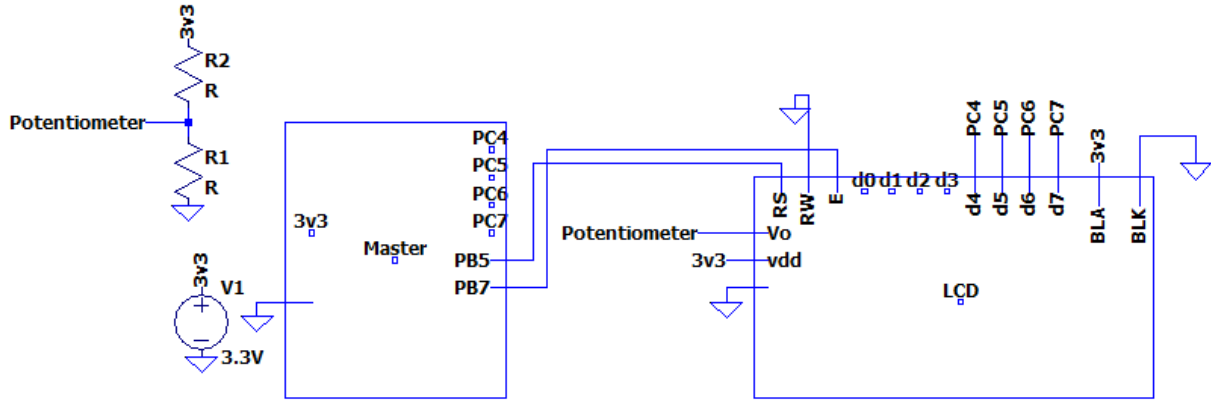 3v3
R2
R
Potentiometer
R1
R
3v3
V1
3.3V
PC4
PC5
PC6
PC7
3v3
Master
PB5
PB7
RS
RW
E
d0
d1
d2
d3
PC4
d4
PC5
d5
PC6
d6
PC7
d7
3v3
BLA
BLK
Potentiometer
Vo
3v3
vdd
LCD